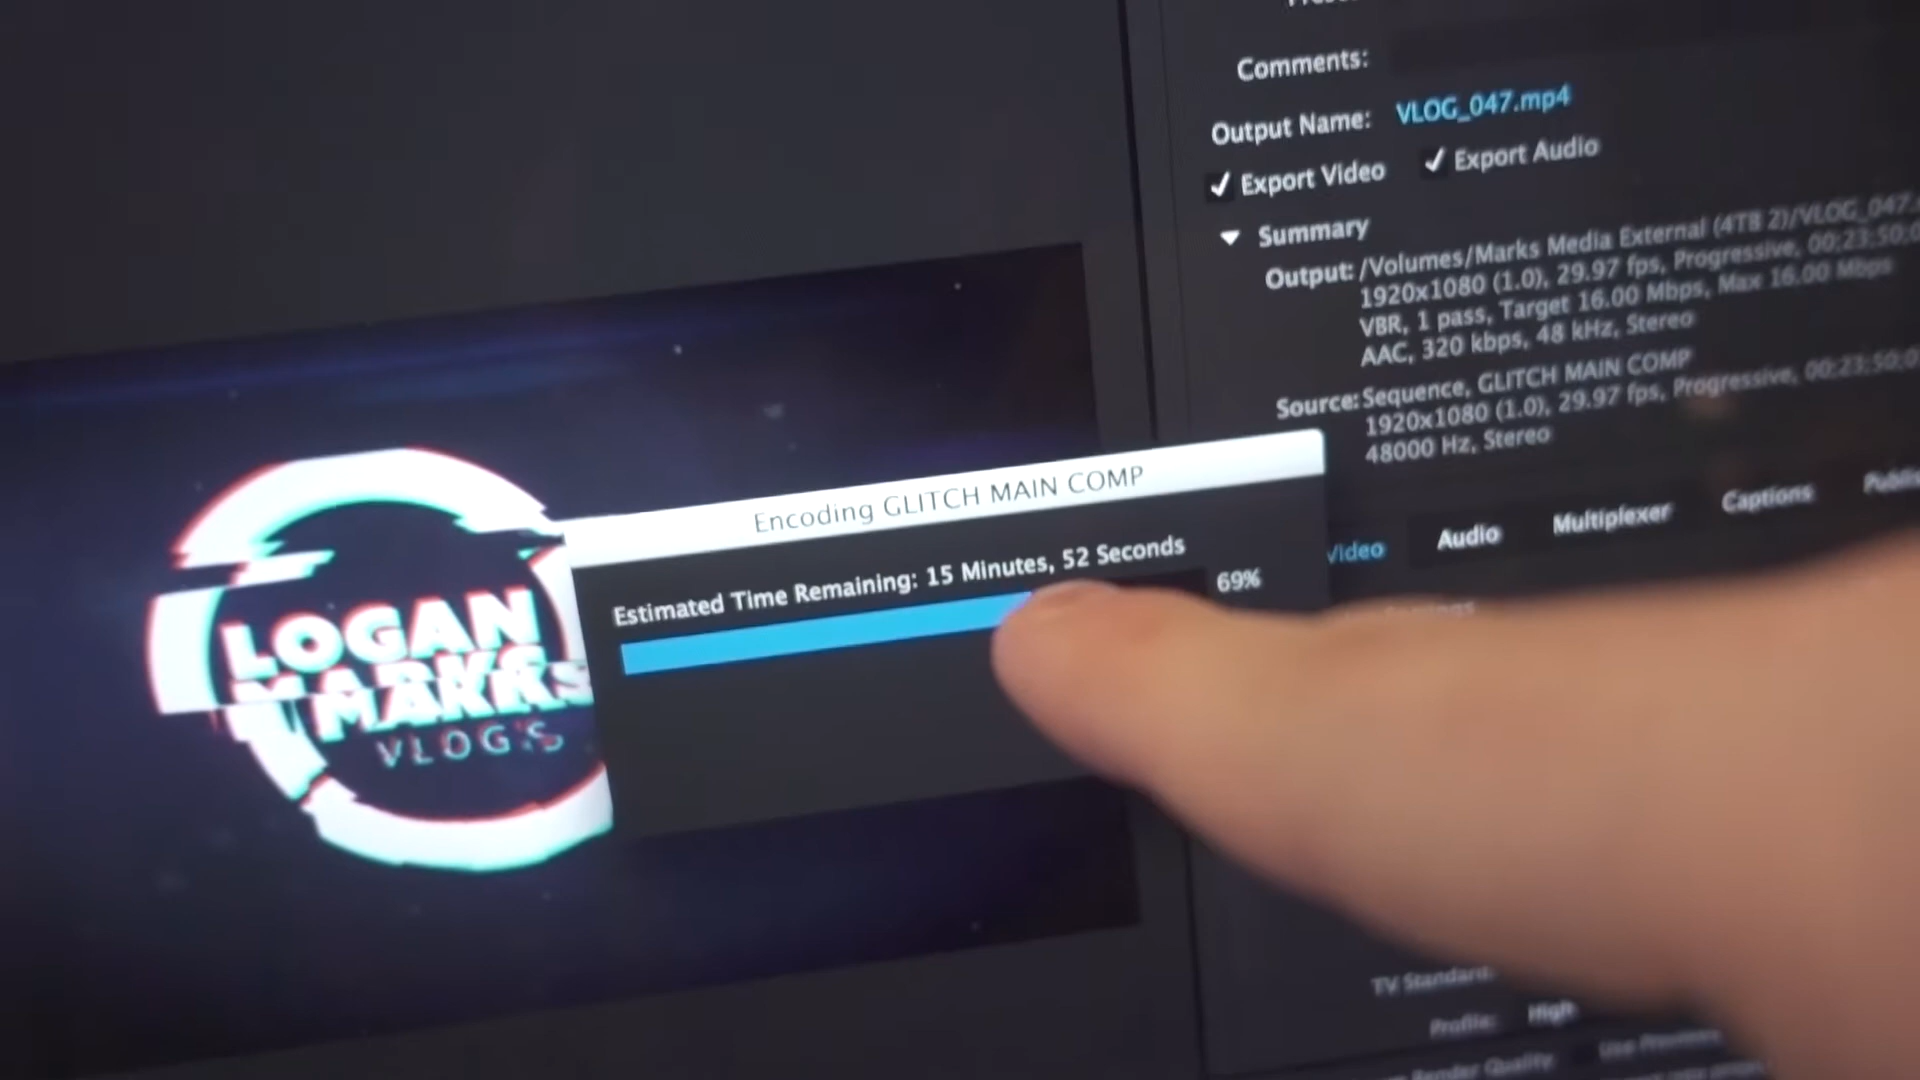 Comments:
Output Name: VLOG_047.mp4
✓ Export Video ✓ Export Audio
Summary
Output: /Volumes/Marks Media External (4TB 2)/VLOG_047.
1920x1080 (1.0), 29.97 fps, Progressive, 00;23;50;0
VBR, 1 pass, Target 16.00 Mbps, Max 16.00 Mbps
AAC, 320 kbps, 48 kHz, Stereo
Source: Sequence, GLITCH MAIN COMP
1920x1080 (1.0), 29.97 fps, Progressive, 00;23;50;0
48000 Hz, Stereo
Video Audio Multiplexer Captions Publis
Encoding GLITCH MAIN COMP
Estimated Time Remaining: 15 Minutes, 52 Seconds
69%
LOGAN
MARKS
VLOGS
TV Standard:
Profile: High
Render Quality